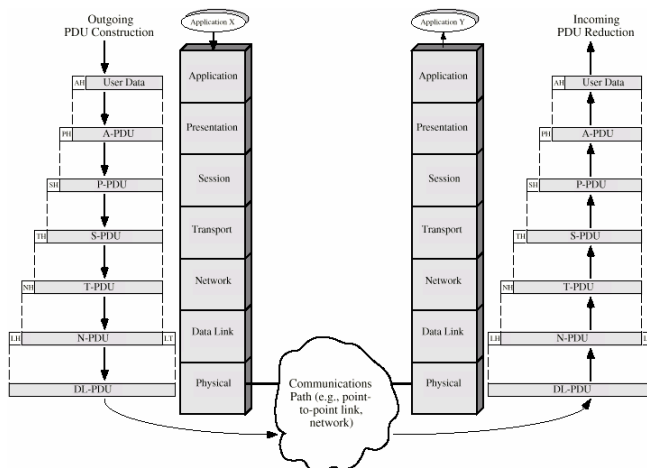 Outgoing
PDU Construction
Application X
Application Y
Incoming
PDU Reduction
AH User Data
Application
Application
AH User Data
PH A-PDU
Presentation
Presentation
PH A-PDU
SH P-PDU
Session
Session
SH P-PDU
TH S-PDU
Transport
Transport
TH S-PDU
NH T-PDU
Network
Network
NH T-PDU
LH N-PDU LT
Data Link
Data Link
LH N-PDU L
DL-PDU
Physical
Communications
Path (e.g., point-
to-point link,
network)
Physical
DL-PDU